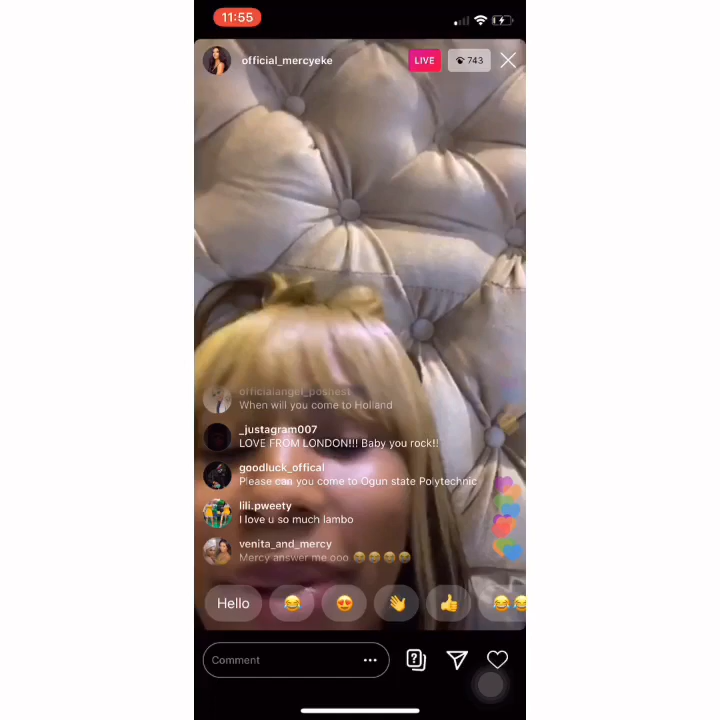 11:55
official_mercyeke
LIVE
743
officialangel_poshest
When will you come to Holland
_justagram007
LOVE FROM LONDON!!! Baby you rock!!
goodluck_offical
Please can you come to Ogun state Polytechnic
lili.pweety
I love u so much lambo
venita_and_mercy
Mercy answer me ooo 😂😂😂😂
Hello 😂 😍 👋 👍 😂😂
Comment